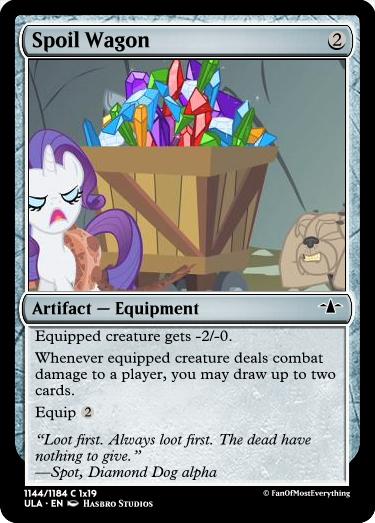 Spoil Wagon 2
Artifact — Equipment
Equipped creature gets -2/-0.
Whenever equipped creature deals combat
damage to a player, you may draw up to two
cards.
Equip 2
“Loot first. Always loot first. The dead have
nothing to give.”
—Spot, Diamond Dog alpha
1144/1184 C 1x19
ULA · EN Hasbro Studios
© FanOfMostEverything